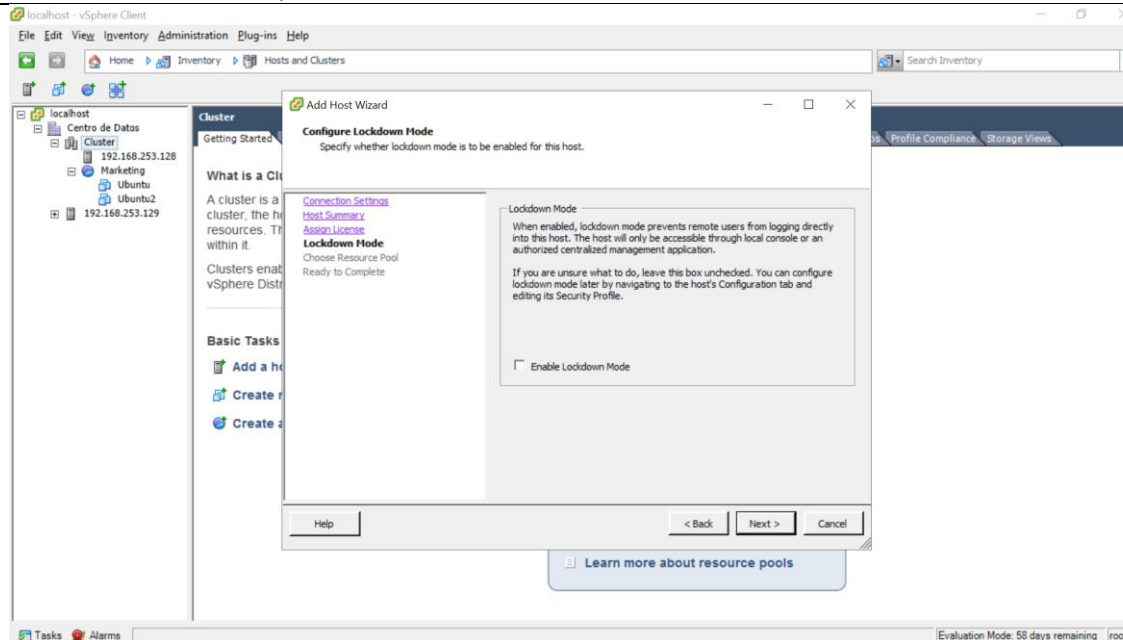 localhost - vSphere Client
File Edit View Inventory Administration Plug-ins Help
Home Inventory Hosts and Clusters
Search Inventory
localhost
Centro de Datos
Cluster
192.168.253.128
Marketing
Ubuntu
Ubuntu2
192.168.253.129
Cluster
Getting Started
Profile Compliance Storage Views
What is a
A cluster is a
cluster, the
resources.
within it.
Clusters
vSphere
Basic Tasks
Add a
Create
Create
Add Host Wizard
Configure Lockdown Mode
Specify whether lockdown mode is to be enabled for this host.
Connection Settings
Host Summary
Assign License
Lockdown Mode
Choose Resource Pool
Ready to Complete
Lockdown Mode
When enabled, lockdown mode prevents remote users from logging directly
into this host. The host will only be accessible through local console or an
authorized centralized management application.
If you are unsure what to do, leave this box unchecked. You can configure
lockdown mode later by navigating to the host's Configuration tab and
editing its Security Profile.
Enable Lockdown Mode
Help < Back Next > Cancel
Learn more about resource pools
Tasks Alarms
Evaluation Mode: 58 days remaining